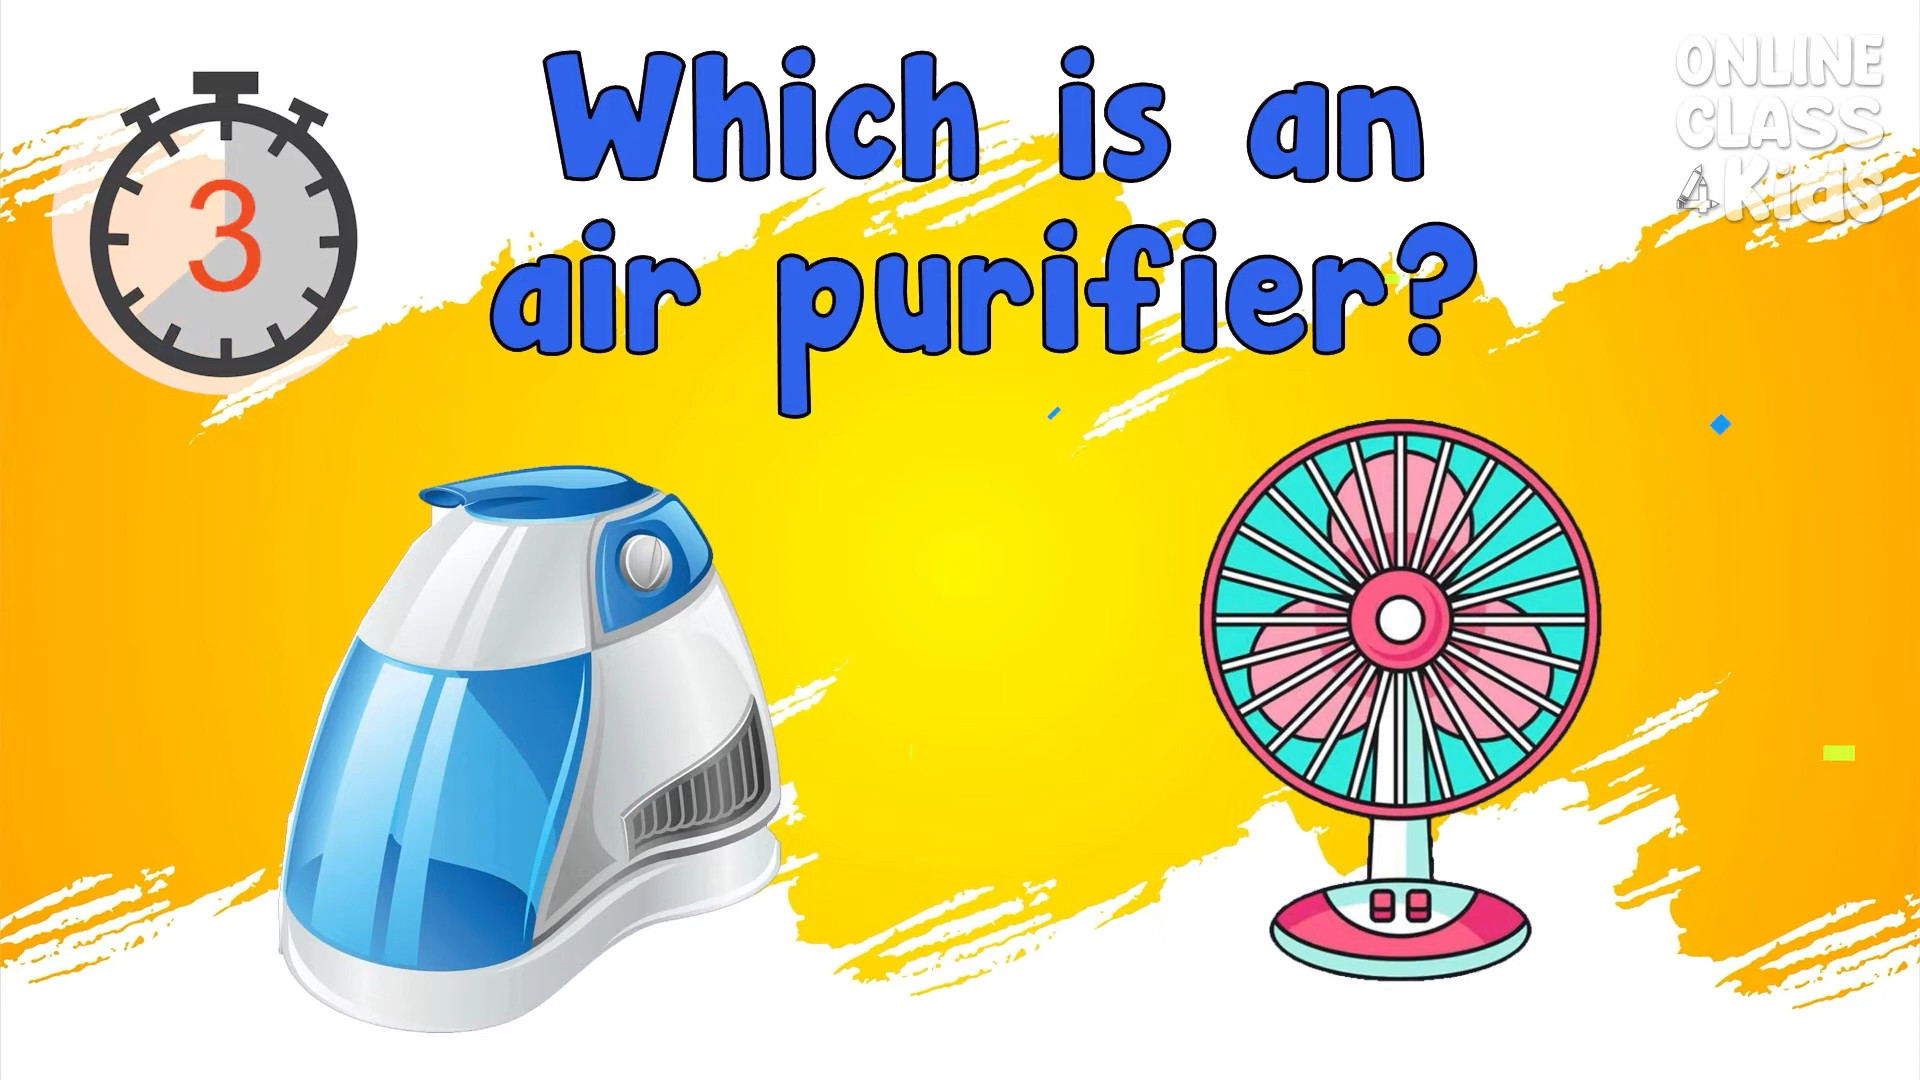 Which is an
air purifier?
3
ONLINE
CLASS
4Kids